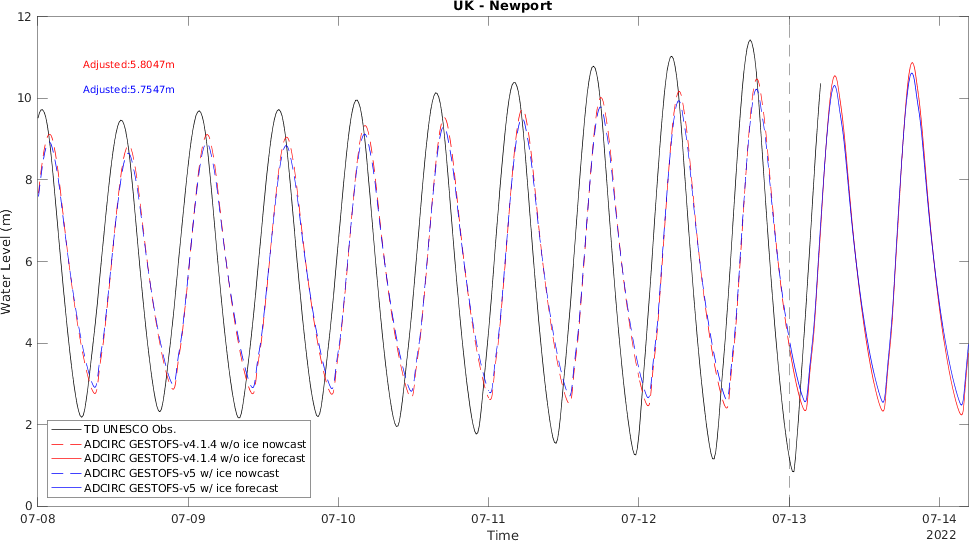 UK - Newport
12
10
8
6
4
2
0
Water Level (m)
Adjusted:5.8047m
Adjusted:5.7547m
TD UNESCO Obs.
ADCIRC GESTOFS-v4.1.4 w/o ice nowcast
ADCIRC GESTOFS-v4.1.4 w/o ice forecast
ADCIRC GESTOFS-v5 w/ ice nowcast
ADCIRC GESTOFS-v5 w/ ice forecast
07-08 07-09 07-10 07-11 07-12 07-13 07-14
Time 2022